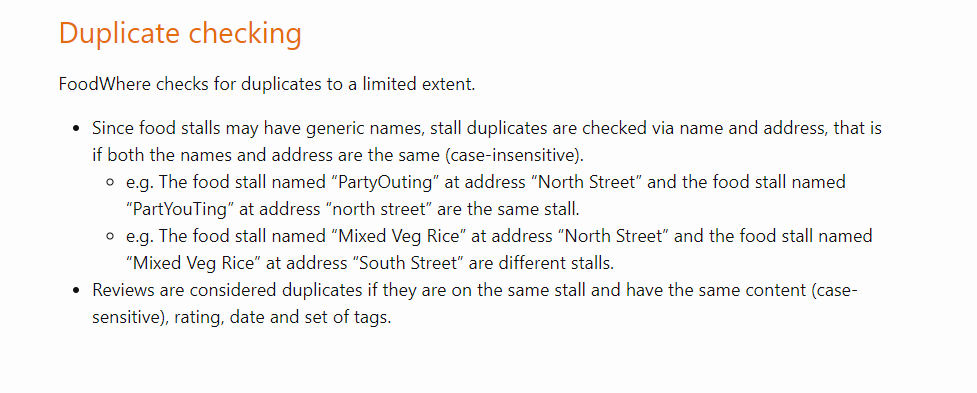 Duplicate checking
FoodWhere checks for duplicates to a limited extent.
• Since food stalls may have generic names, stall duplicates are checked via name and address, that is
if both the names and address are the same (case-insensitive).
◦ e.g. The food stall named “PartyOuting” at address “North Street” and the food stall named
“PartYouTing” at address “north street” are the same stall.
◦ e.g. The food stall named “Mixed Veg Rice” at address “North Street” and the food stall named
“Mixed Veg Rice” at address “South Street” are different stalls.
• Reviews are considered duplicates if they are on the same stall and have the same content (case-
sensitive), rating, date and set of tags.